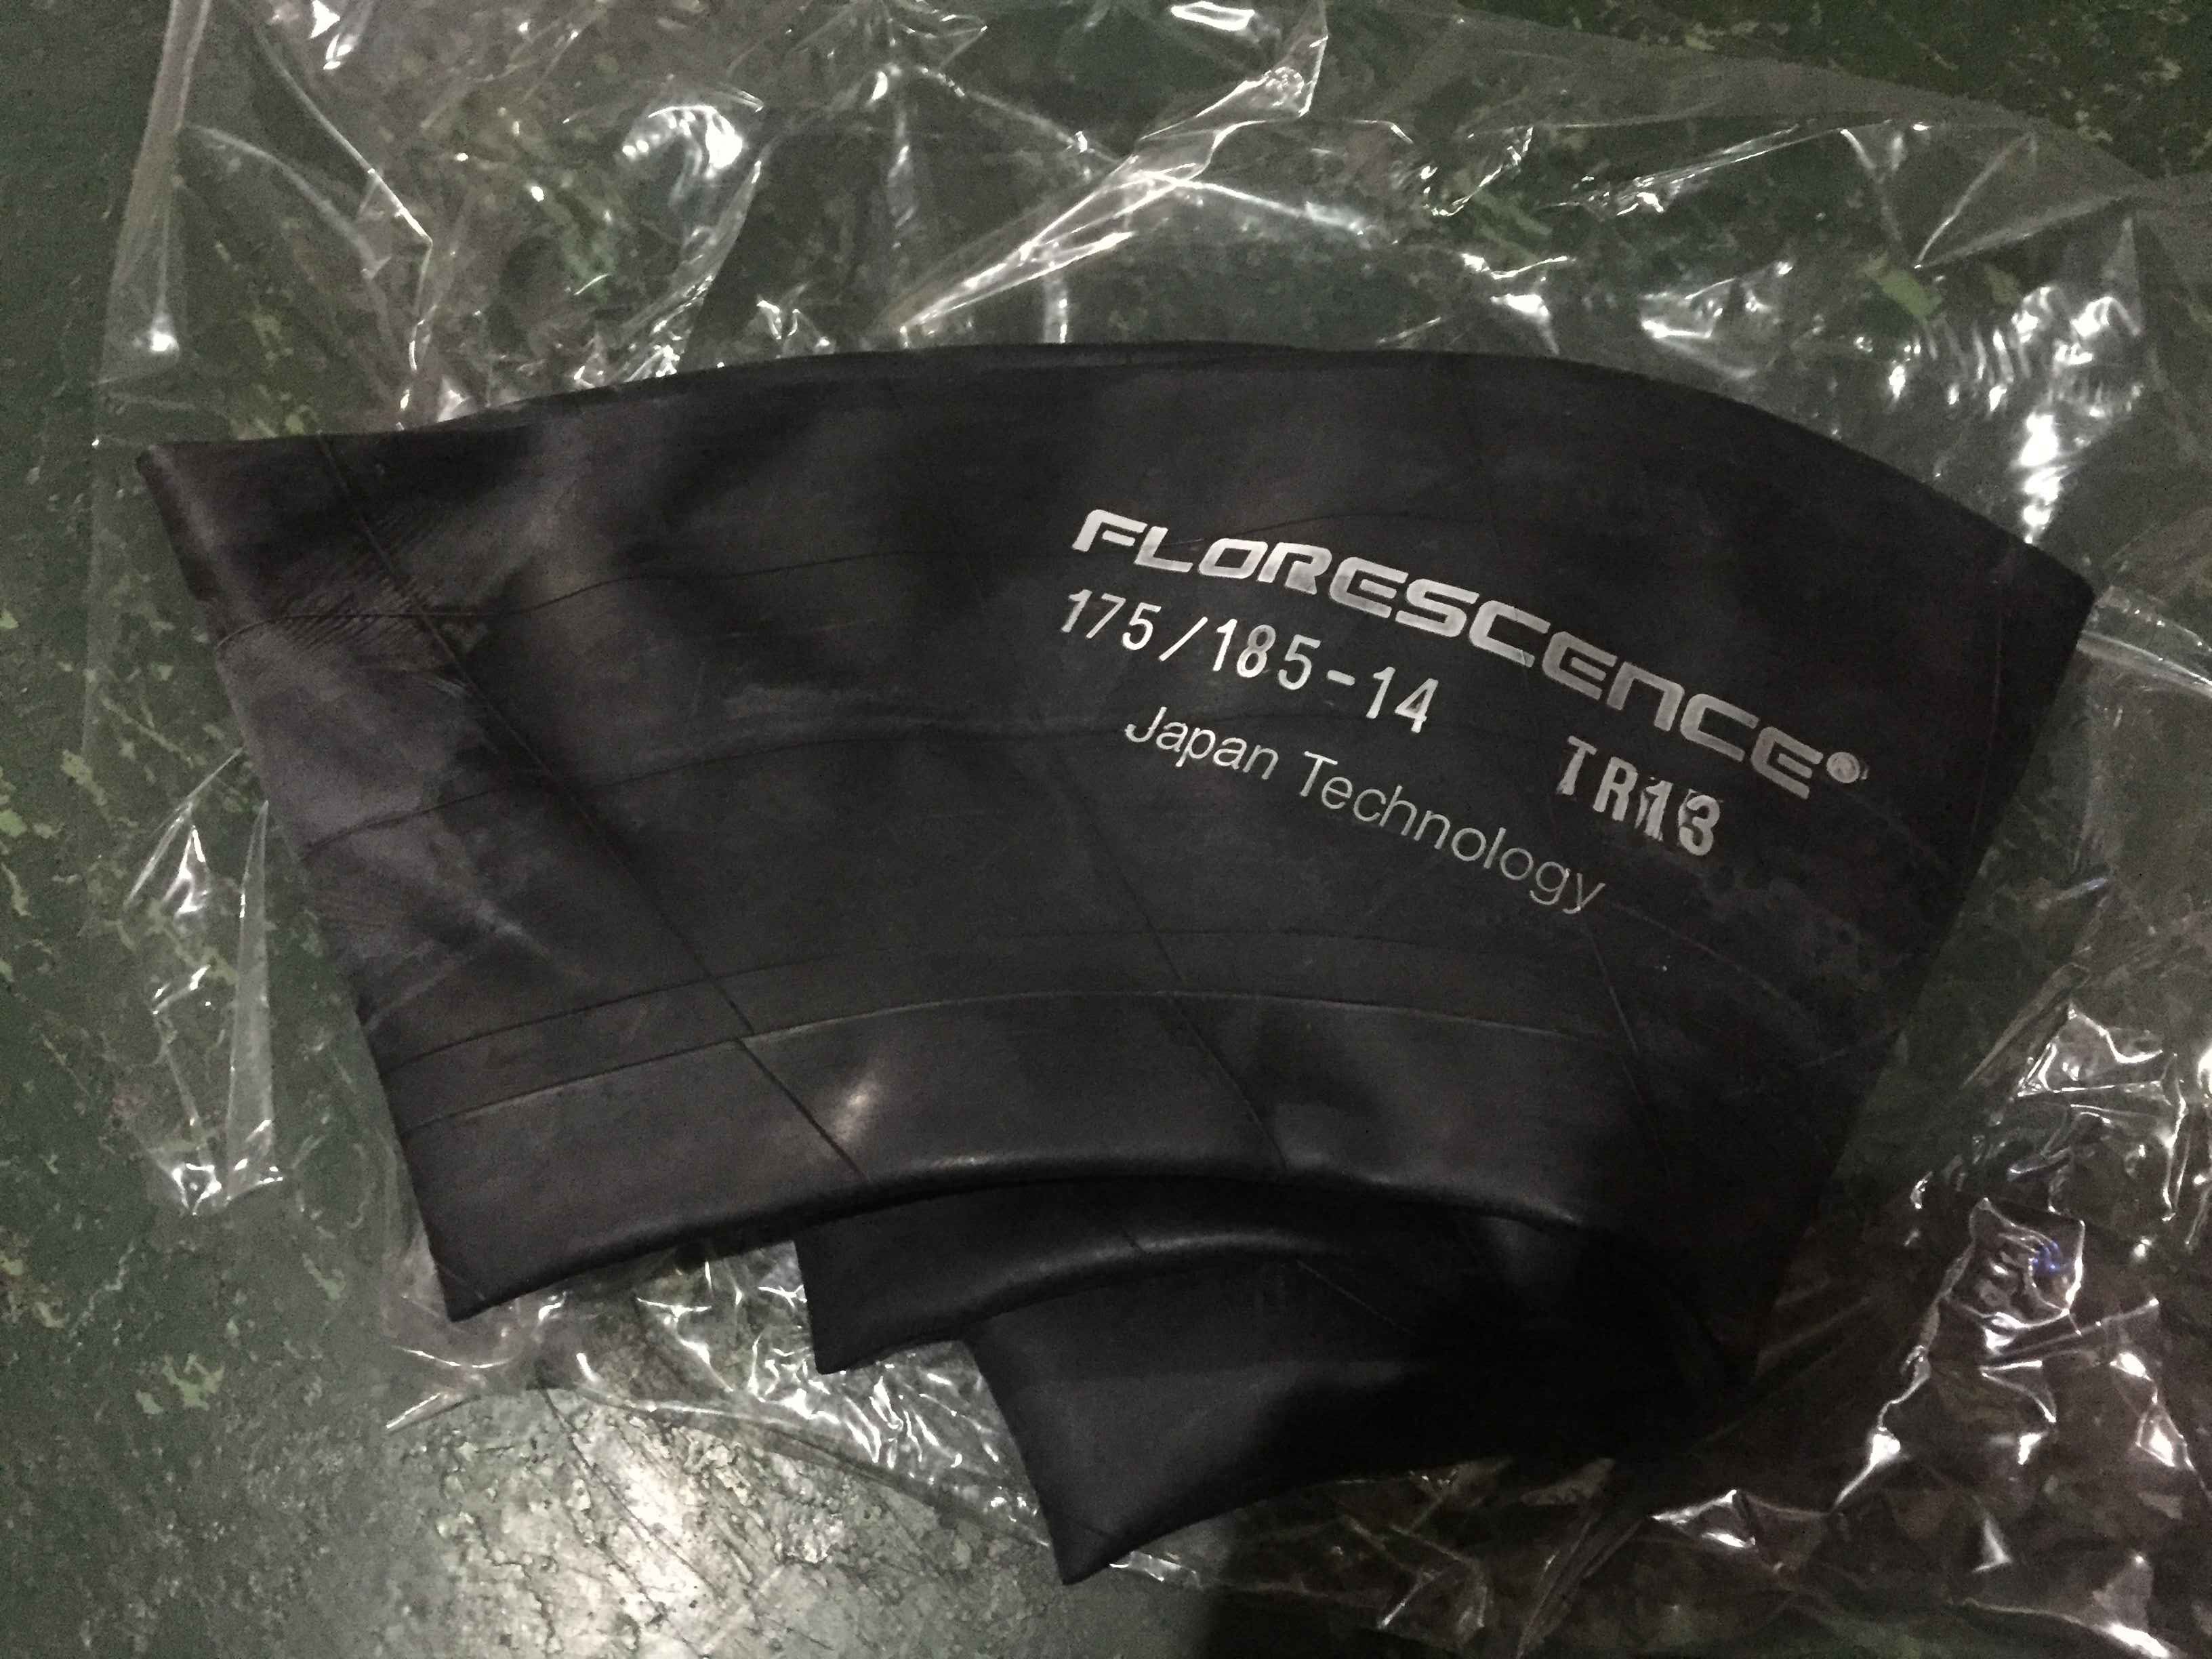 FLORESCENCE®
175/185-14 TR13
Japan Technology